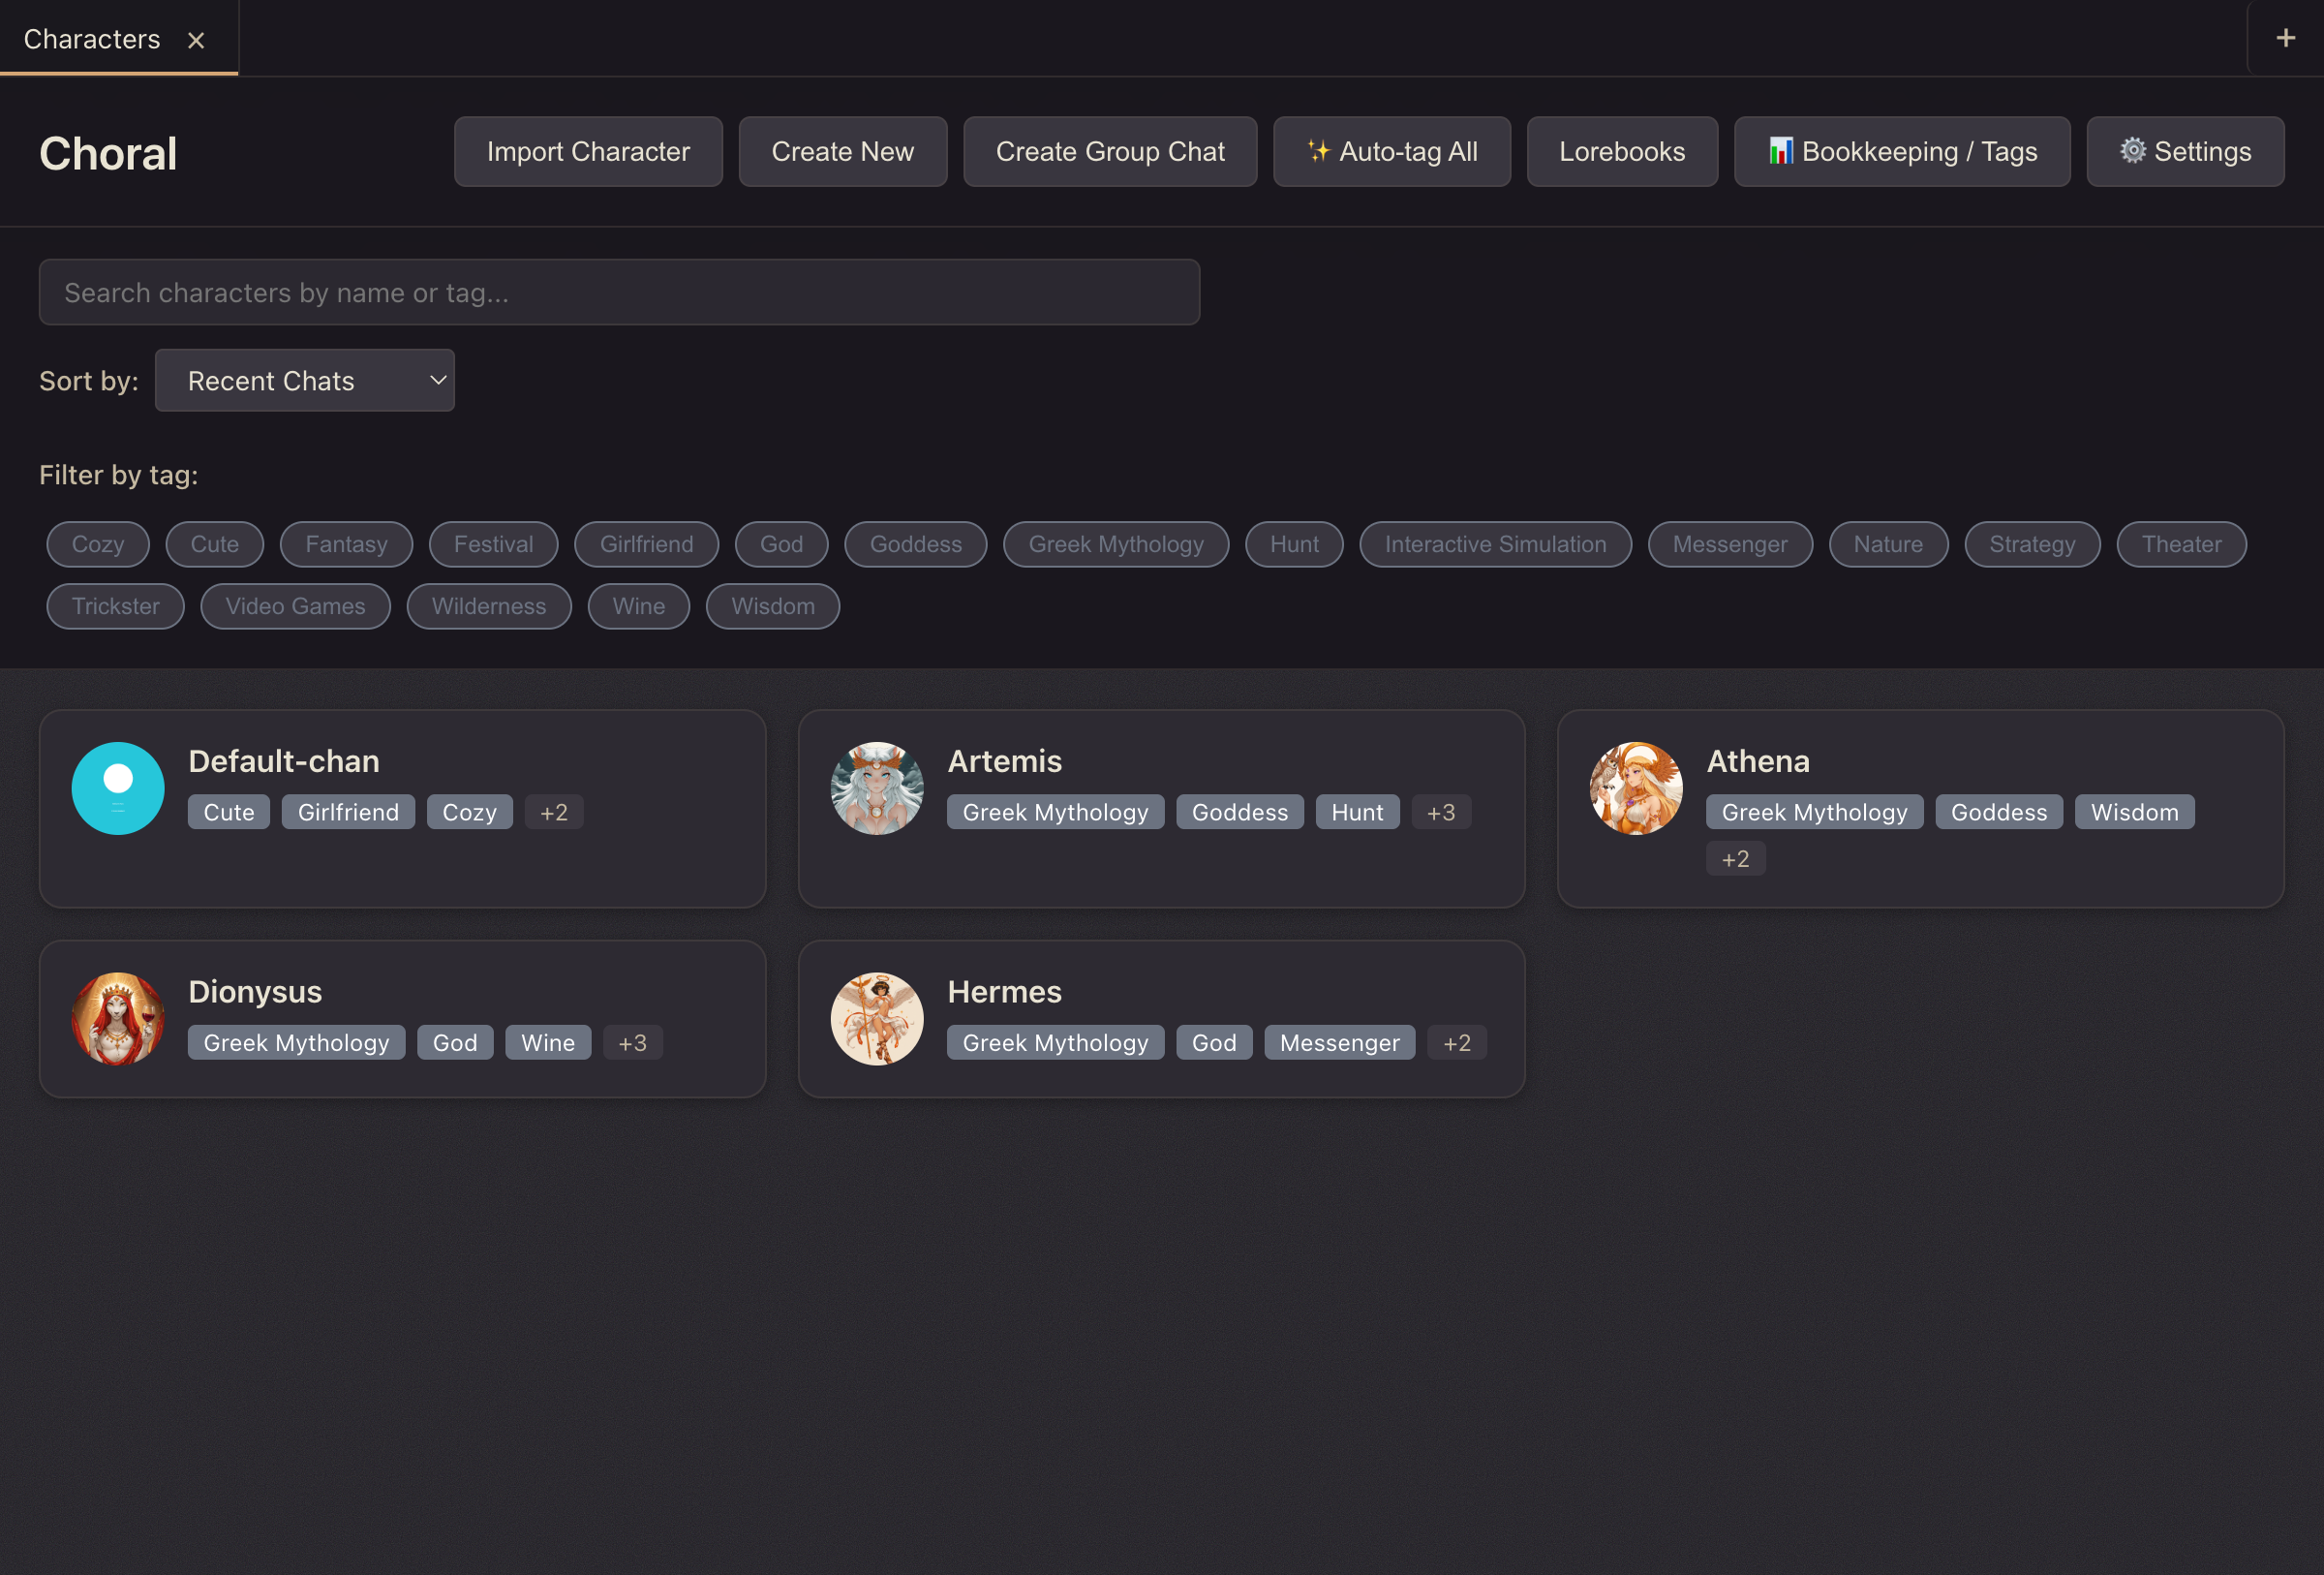 Characters ×
+
Choral
Import Character
Create New
Create Group Chat
✨ Auto-tag All
Lorebooks
📊 Bookkeeping / Tags
⚙️ Settings
Search characters by name or tag...
Sort by: Recent Chats
Filter by tag:
Cozy Cute Fantasy Festival Girlfriend God Goddess Greek Mythology Hunt Interactive Simulation Messenger Nature Strategy Theater
Trickster Video Games Wilderness Wine Wisdom
Default-chan
Cute Girlfriend Cozy +2
Artemis
Greek Mythology Goddess Hunt +3
Athena
Greek Mythology Goddess Wisdom
+2
Dionysus
Greek Mythology God Wine +3
Hermes
Greek Mythology God Messenger +2